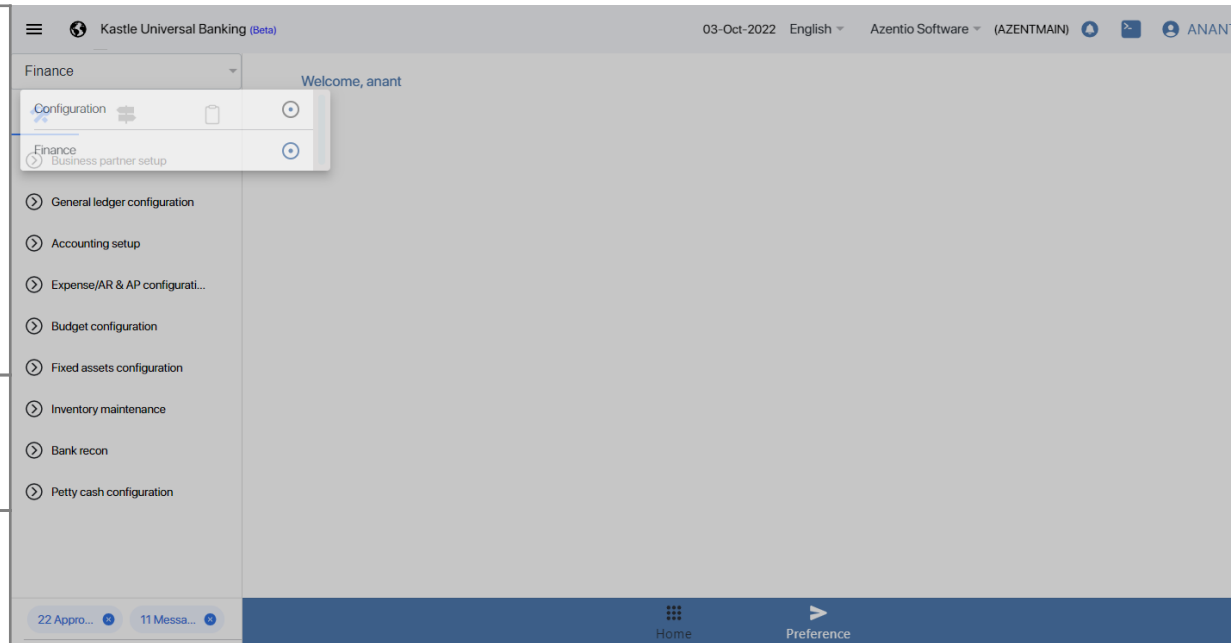 Kastle Universal Banking (Beta)
03-Oct-2022 English Azentio Software (AZENTMAIN) ANANT
Finance
Welcome, anant
Configuration
Finance
Business partner setup
General ledger configuration
Accounting setup
Expense/AR & AP configurati...
Budget configuration
Fixed assets configuration
Inventory maintenance
Bank recon
Petty cash configuration
22 Appro... 11 Messa...
Home Preference